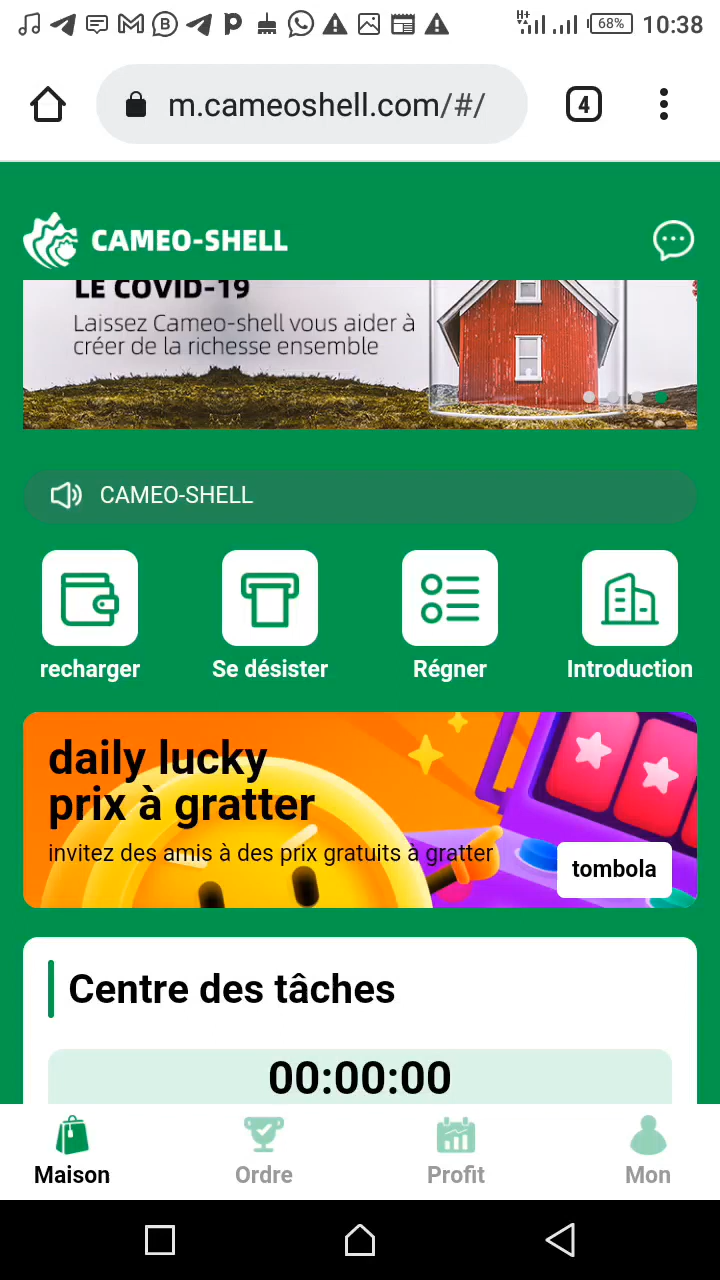 H+
68%
10:38
m.cameoshell.com/#/
4
CAMEO-SHELL
LE COVID-19
Laissez Cameo-shell vous aider à
créer de la richesse ensemble
CAMEO-SHELL
recharger
Se désister
Régner
Introduction
daily lucky
prix à gratter
invitez des amis à des prix gratuits à gratter
tombola
Centre des tâches
00:00:00
Maison
Ordre
Profit
Mon